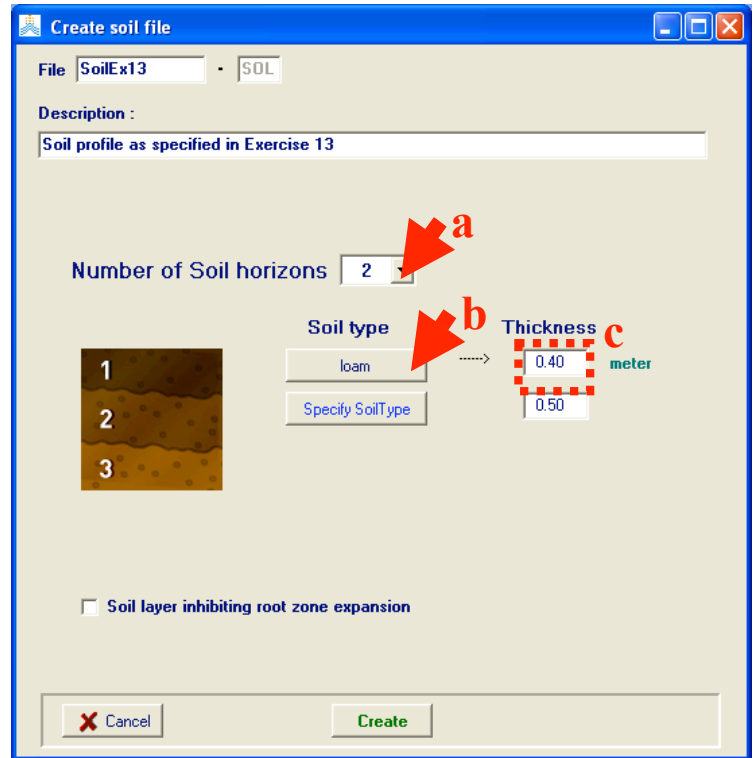 Create soil file
File SoilEx13 - SOL
Description :
Soil profile as specified in Exercise 13
a
Number of Soil horizons 2
b
Soil type Thickness
c
loam ------> 0.40 meter
1
Specify SoilType 0.50
2
3
Soil layer inhibiting root zone expansion
Cancel Create